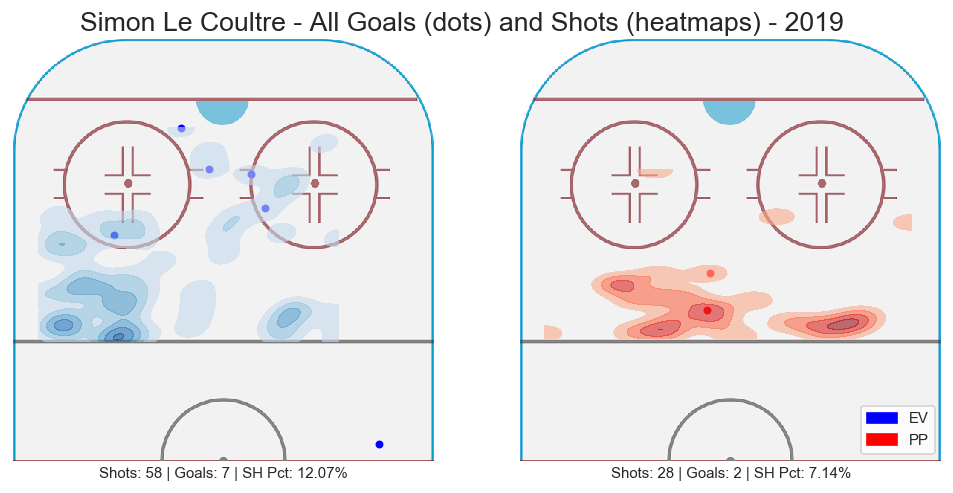 Simon Le Coultre - All Goals (dots) and Shots (heatmaps) - 2019
EV
PP
Shots: 58 | Goals: 7 | SH Pct: 12.07%
Shots: 28 | Goals: 2 | SH Pct: 7.14%